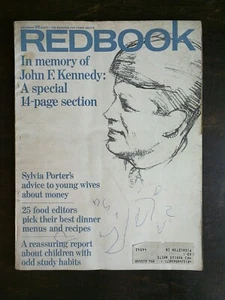 REDBOOK
In memory of
John F. Kennedy:
A special
14-page section
Sylvia Porter's
advice to young wives
about money
25 food editors
pick their best dinner
menus and recipes
A reassuring report
about children with
odd study habits